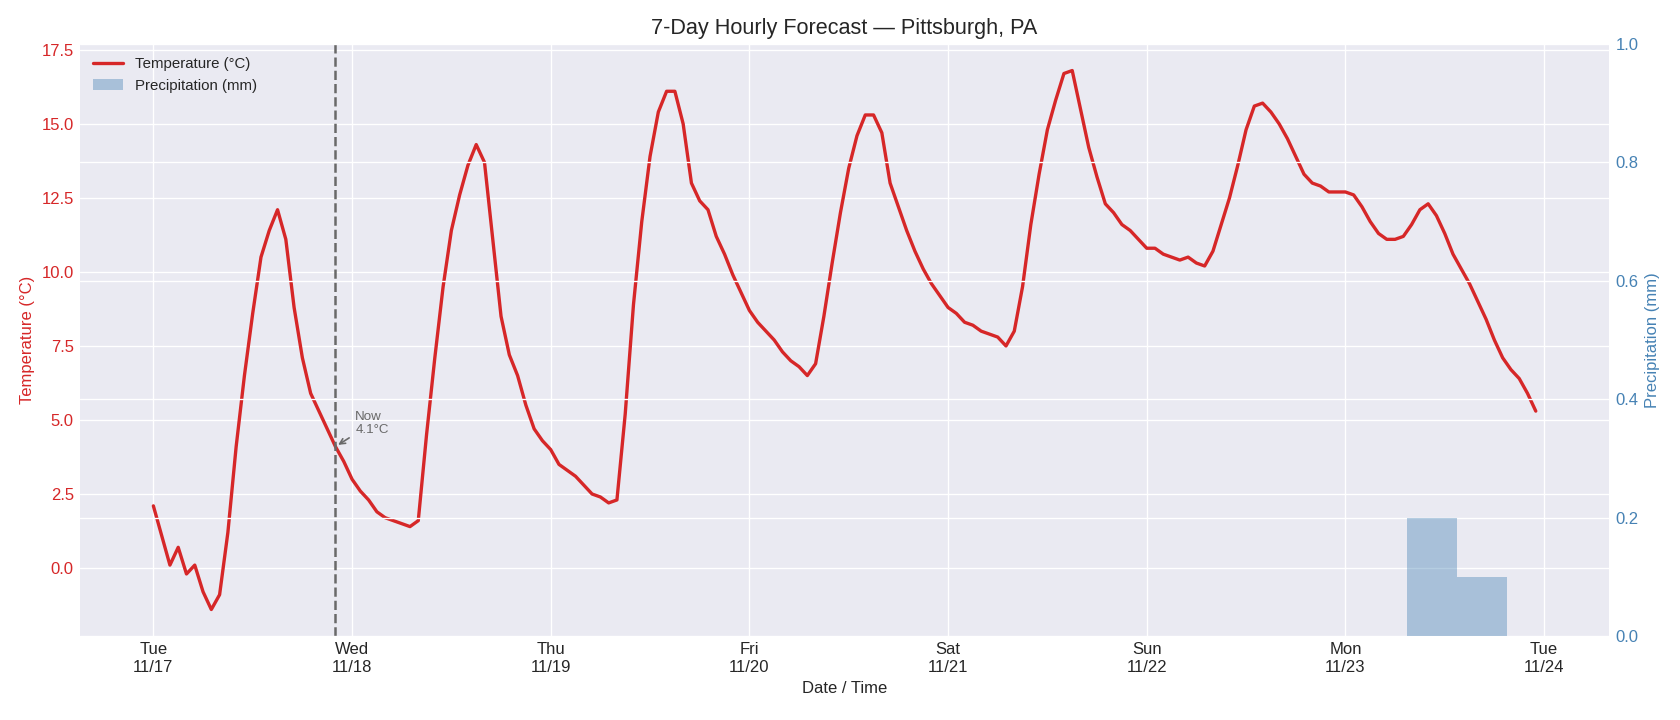 7-Day Hourly Forecast — Pittsburgh, PA
Temperature (°C)
Precipitation (mm)
17.5
15.0
12.5
10.0
7.5
5.0
2.5
0.0
Temperature (°C)
Now
4.1°C
1.0
0.8
0.6
0.4
0.2
0.0
Precipitation (mm)
Tue Wed Thu Fri Sat Sun Mon Tue
11/17 11/18 11/19 11/20 11/21 11/22 11/23 11/24
Date / Time